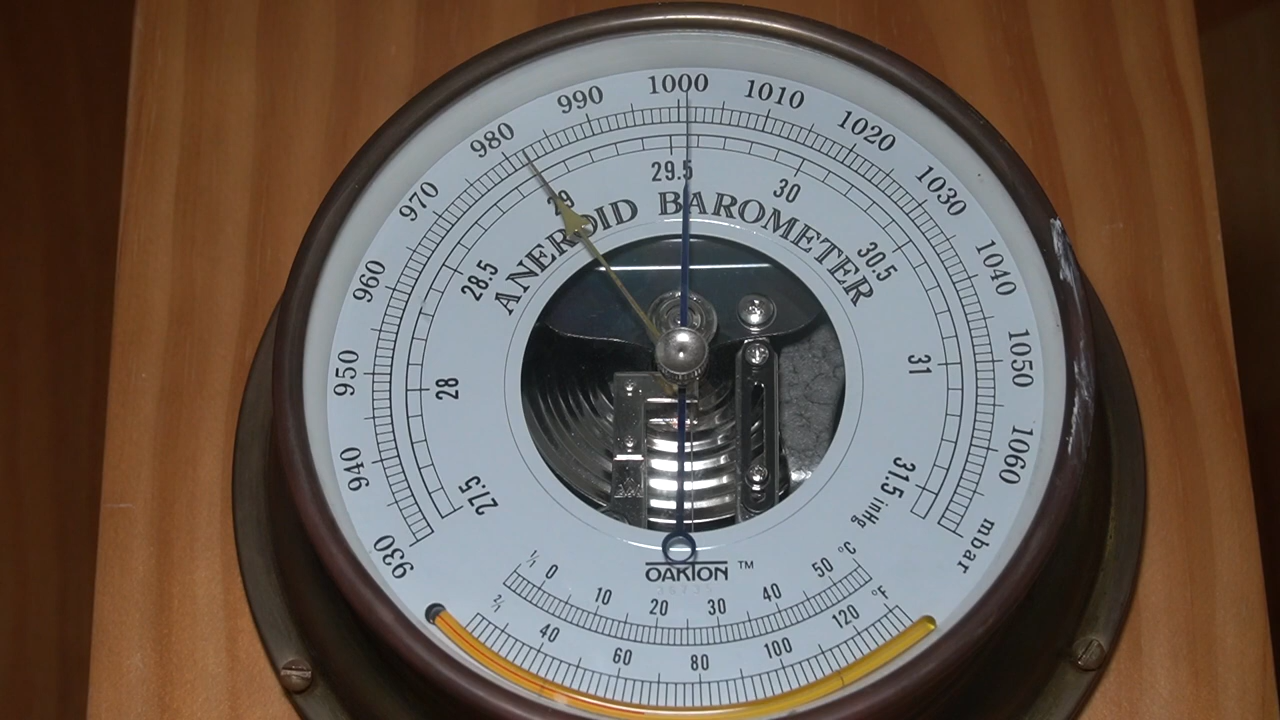 930 940 950 960 970 980 990 1000 1010 1020 1030 1040 1050 1060 mbar
27.5 28 28.5 29 29.5 30 30.5 31 31.5 inHg
ANEROID BAROMETER
OAKTON ™
0 10 20 30 40 50 °C
40 60 80 100 120 °F